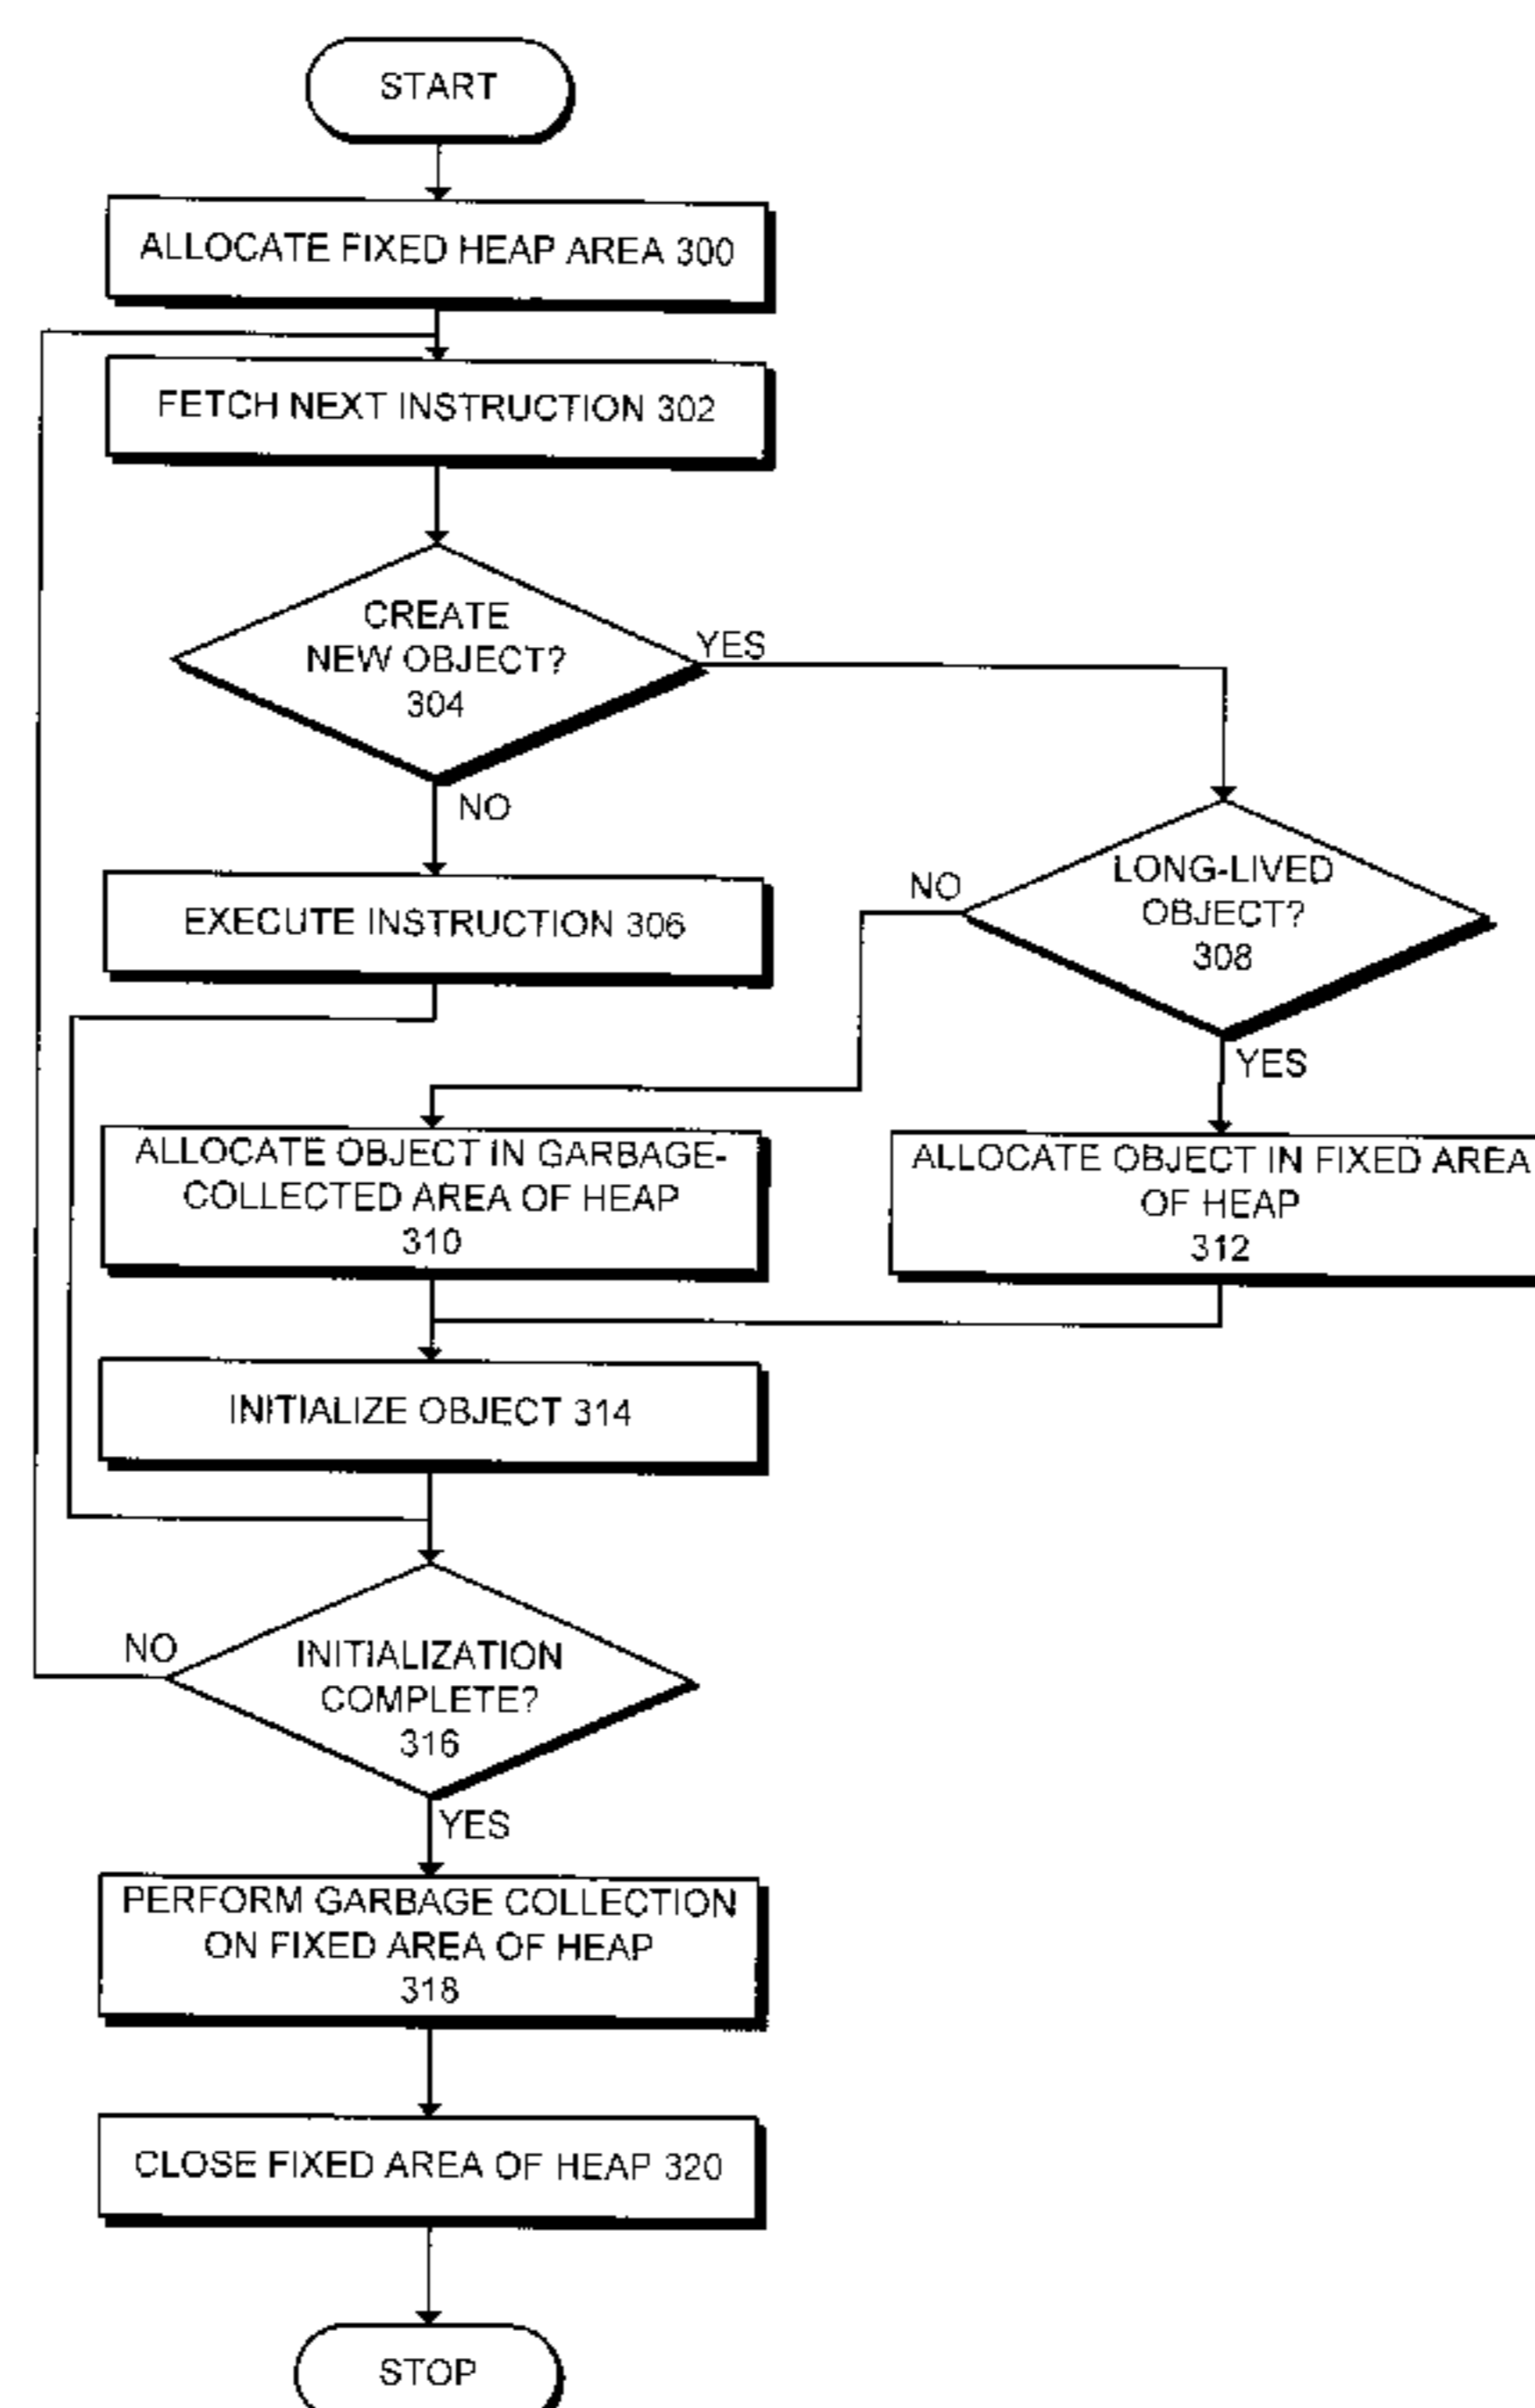 START
ALLOCATE FIXED HEAP AREA 300
FETCH NEXT INSTRUCTION 302
CREATE
NEW OBJECT?
304
YES
NO
EXECUTE INSTRUCTION 306
NO
LONG-LIVED
OBJECT?
308
YES
ALLOCATE OBJECT IN GARBAGE-
COLLECTED AREA OF HEAP
310
ALLOCATE OBJECT IN FIXED AREA
OF HEAP
312
INITIALIZE OBJECT 314
NO
INITIALIZATION
COMPLETE?
316
YES
PERFORM GARBAGE COLLECTION
ON FIXED AREA OF HEAP
318
CLOSE FIXED AREA OF HEAP 320
STOP